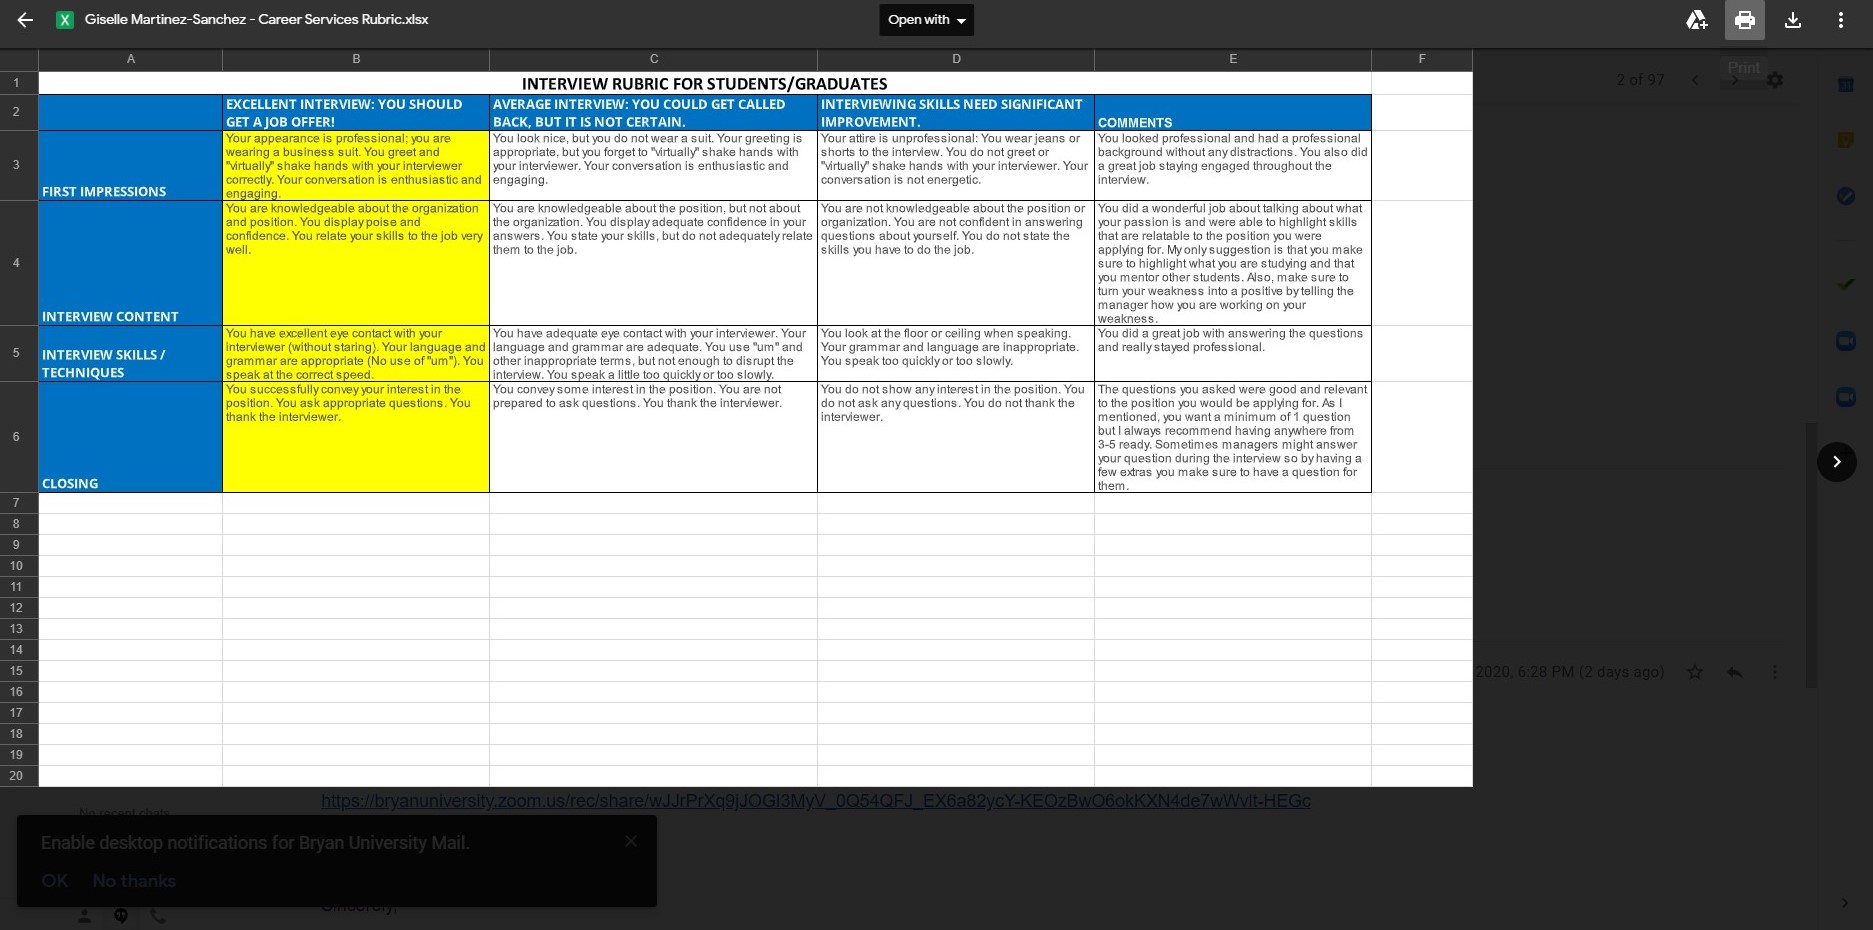 Giselle Martinez-Sanchez - Career Services Rubric.xlsx
Open with
Print
2 of 97
A B C D E F
1
INTERVIEW RUBRIC FOR STUDENTS/GRADUATES
2
EXCELLENT INTERVIEW: YOU SHOULD
GET A JOB OFFER!
AVERAGE INTERVIEW: YOU COULD GET CALLED
BACK, BUT IT IS NOT CERTAIN.
INTERVIEWING SKILLS NEED SIGNIFICANT
IMPROVEMENT.
COMMENTS
3
FIRST IMPRESSIONS
Your appearance is professional; you are
wearing a business suit. You greet and
"virtually" shake hands with your interviewer
correctly. Your conversation is enthusiastic and
engaging.
You look nice, but you do not wear a suit. Your greeting is
appropriate, but you forget to "virtually" shake hands with
your interviewer. Your conversation is enthusiastic and
engaging.
Your attire is unprofessional: You wear jeans or
shorts to the interview. You do not greet or
"virtually" shake hands with your interviewer. Your
conversation is not energetic.
You looked professional and had a professional
background without any distractions. You also did
a great job staying engaged throughout the
interview.
4
INTERVIEW CONTENT
You are knowledgeable about the organization
and position. You display poise and
confidence. You relate your skills to the job very
well.
You are knowledgeable about the position, but not about
the organization. You display adequate confidence in your
answers. You state your skills, but do not adequately relate
them to the job.
You are not knowledgeable about the position or
organization. You are not confident in answering
questions about yourself. You do not state the
skills you have to do the job.
You did a wonderful job about talking about what
your passion is and were able to highlight skills
that are relatable to the position you were
applying for. My only suggestion is that you make
sure to highlight what you are studying and that
you mentor other students. Also, make sure to
turn your weakness into a positive by telling the
manager how you are working on your
weakness.
5
INTERVIEW SKILLS /
TECHNIQUES
You have excellent eye contact with your
interviewer (without staring). Your language and
grammar are appropriate (No use of "um"). You
speak at the correct speed.
You have adequate eye contact with your interviewer. Your
language and grammar are adequate. You use "um" and
other inappropriate terms, but not enough to disrupt the
interview. You speak a little too quickly or too slowly.
You look at the floor or ceiling when speaking.
Your grammar and language are inappropriate.
You speak too quickly or too slowly.
You did a great job with answering the questions
and really stayed professional.
6
CLOSING
You successfully convey your interest in the
position. You ask appropriate questions. You
thank the interviewer.
You convey some interest in the position. You are not
prepared to ask questions. You thank the interviewer.
You do not show any interest in the position. You
do not ask any questions. You do not thank the
interviewer.
The questions you asked were good and relevant
to the position you would be applying for. As I
mentioned, you want a minimum of 1 question
but I always recommend having anywhere from
3-5 ready. Sometimes managers might answer
your question during the interview so by having a
few extras you make sure to have a question for
them.
7
8
9
10
11
12
13
14
15
16
17
18
19
20
2020, 6:28 PM (2 days ago)
No recent chats
Enable desktop notifications for Bryan University Mail.
OK No thanks
Sincerely,